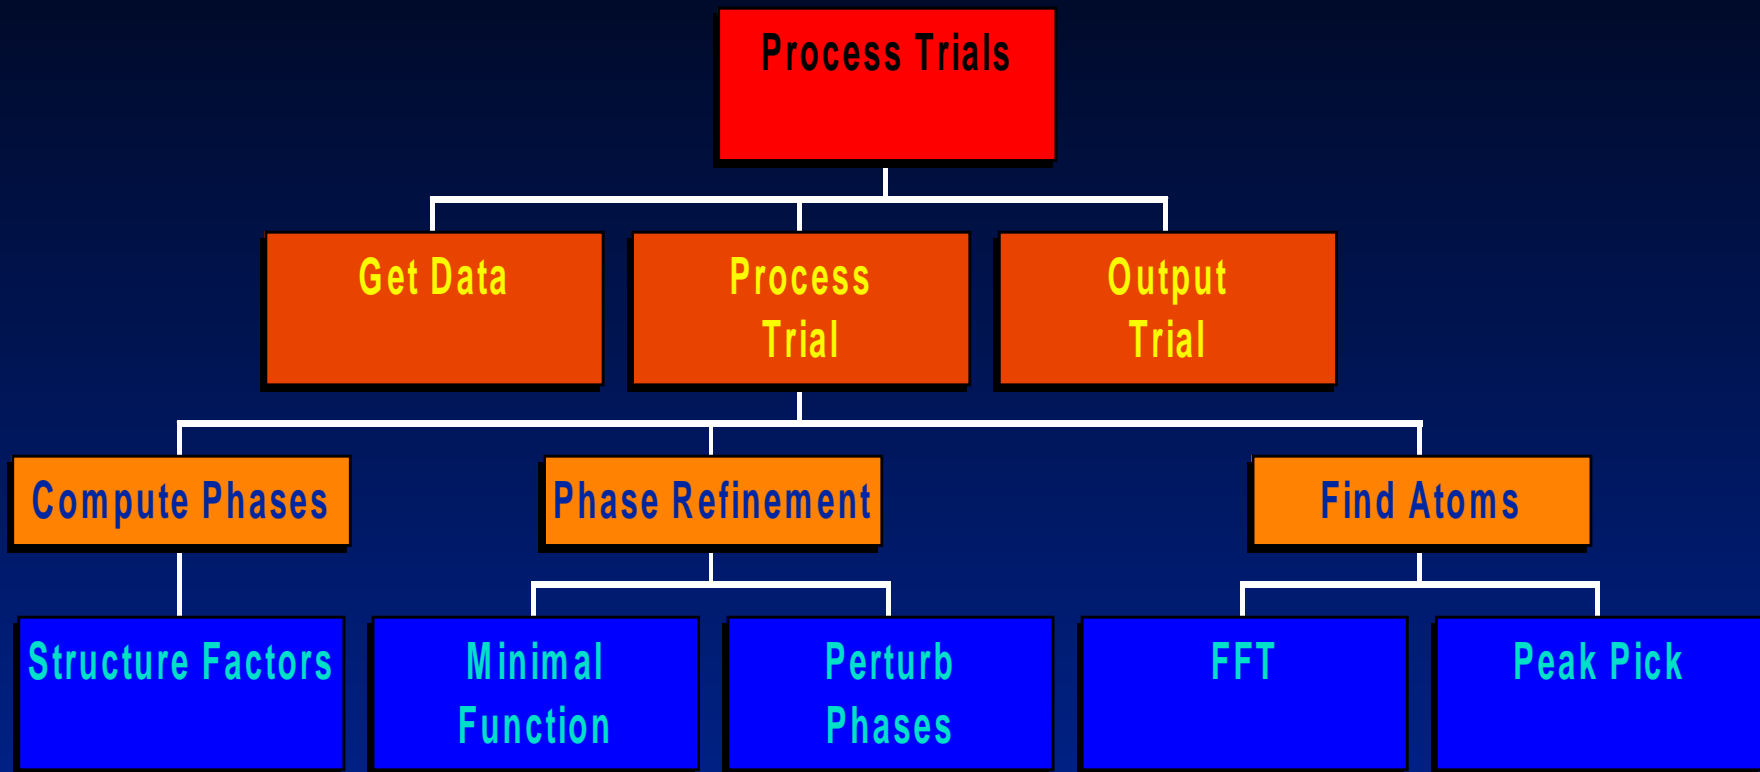 Process Trials
Get Data
Process
Trial
Output
Trial
Compute Phases
Phase Refinement
Find Atoms
Structure Factors
Minimal
Function
Perturb
Phases
FFT
Peak Pick